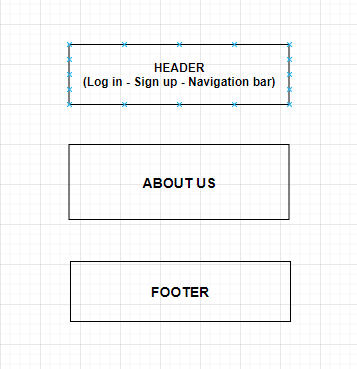 HEADER
(Log in - Sign up - Navigation bar)
ABOUT US
FOOTER